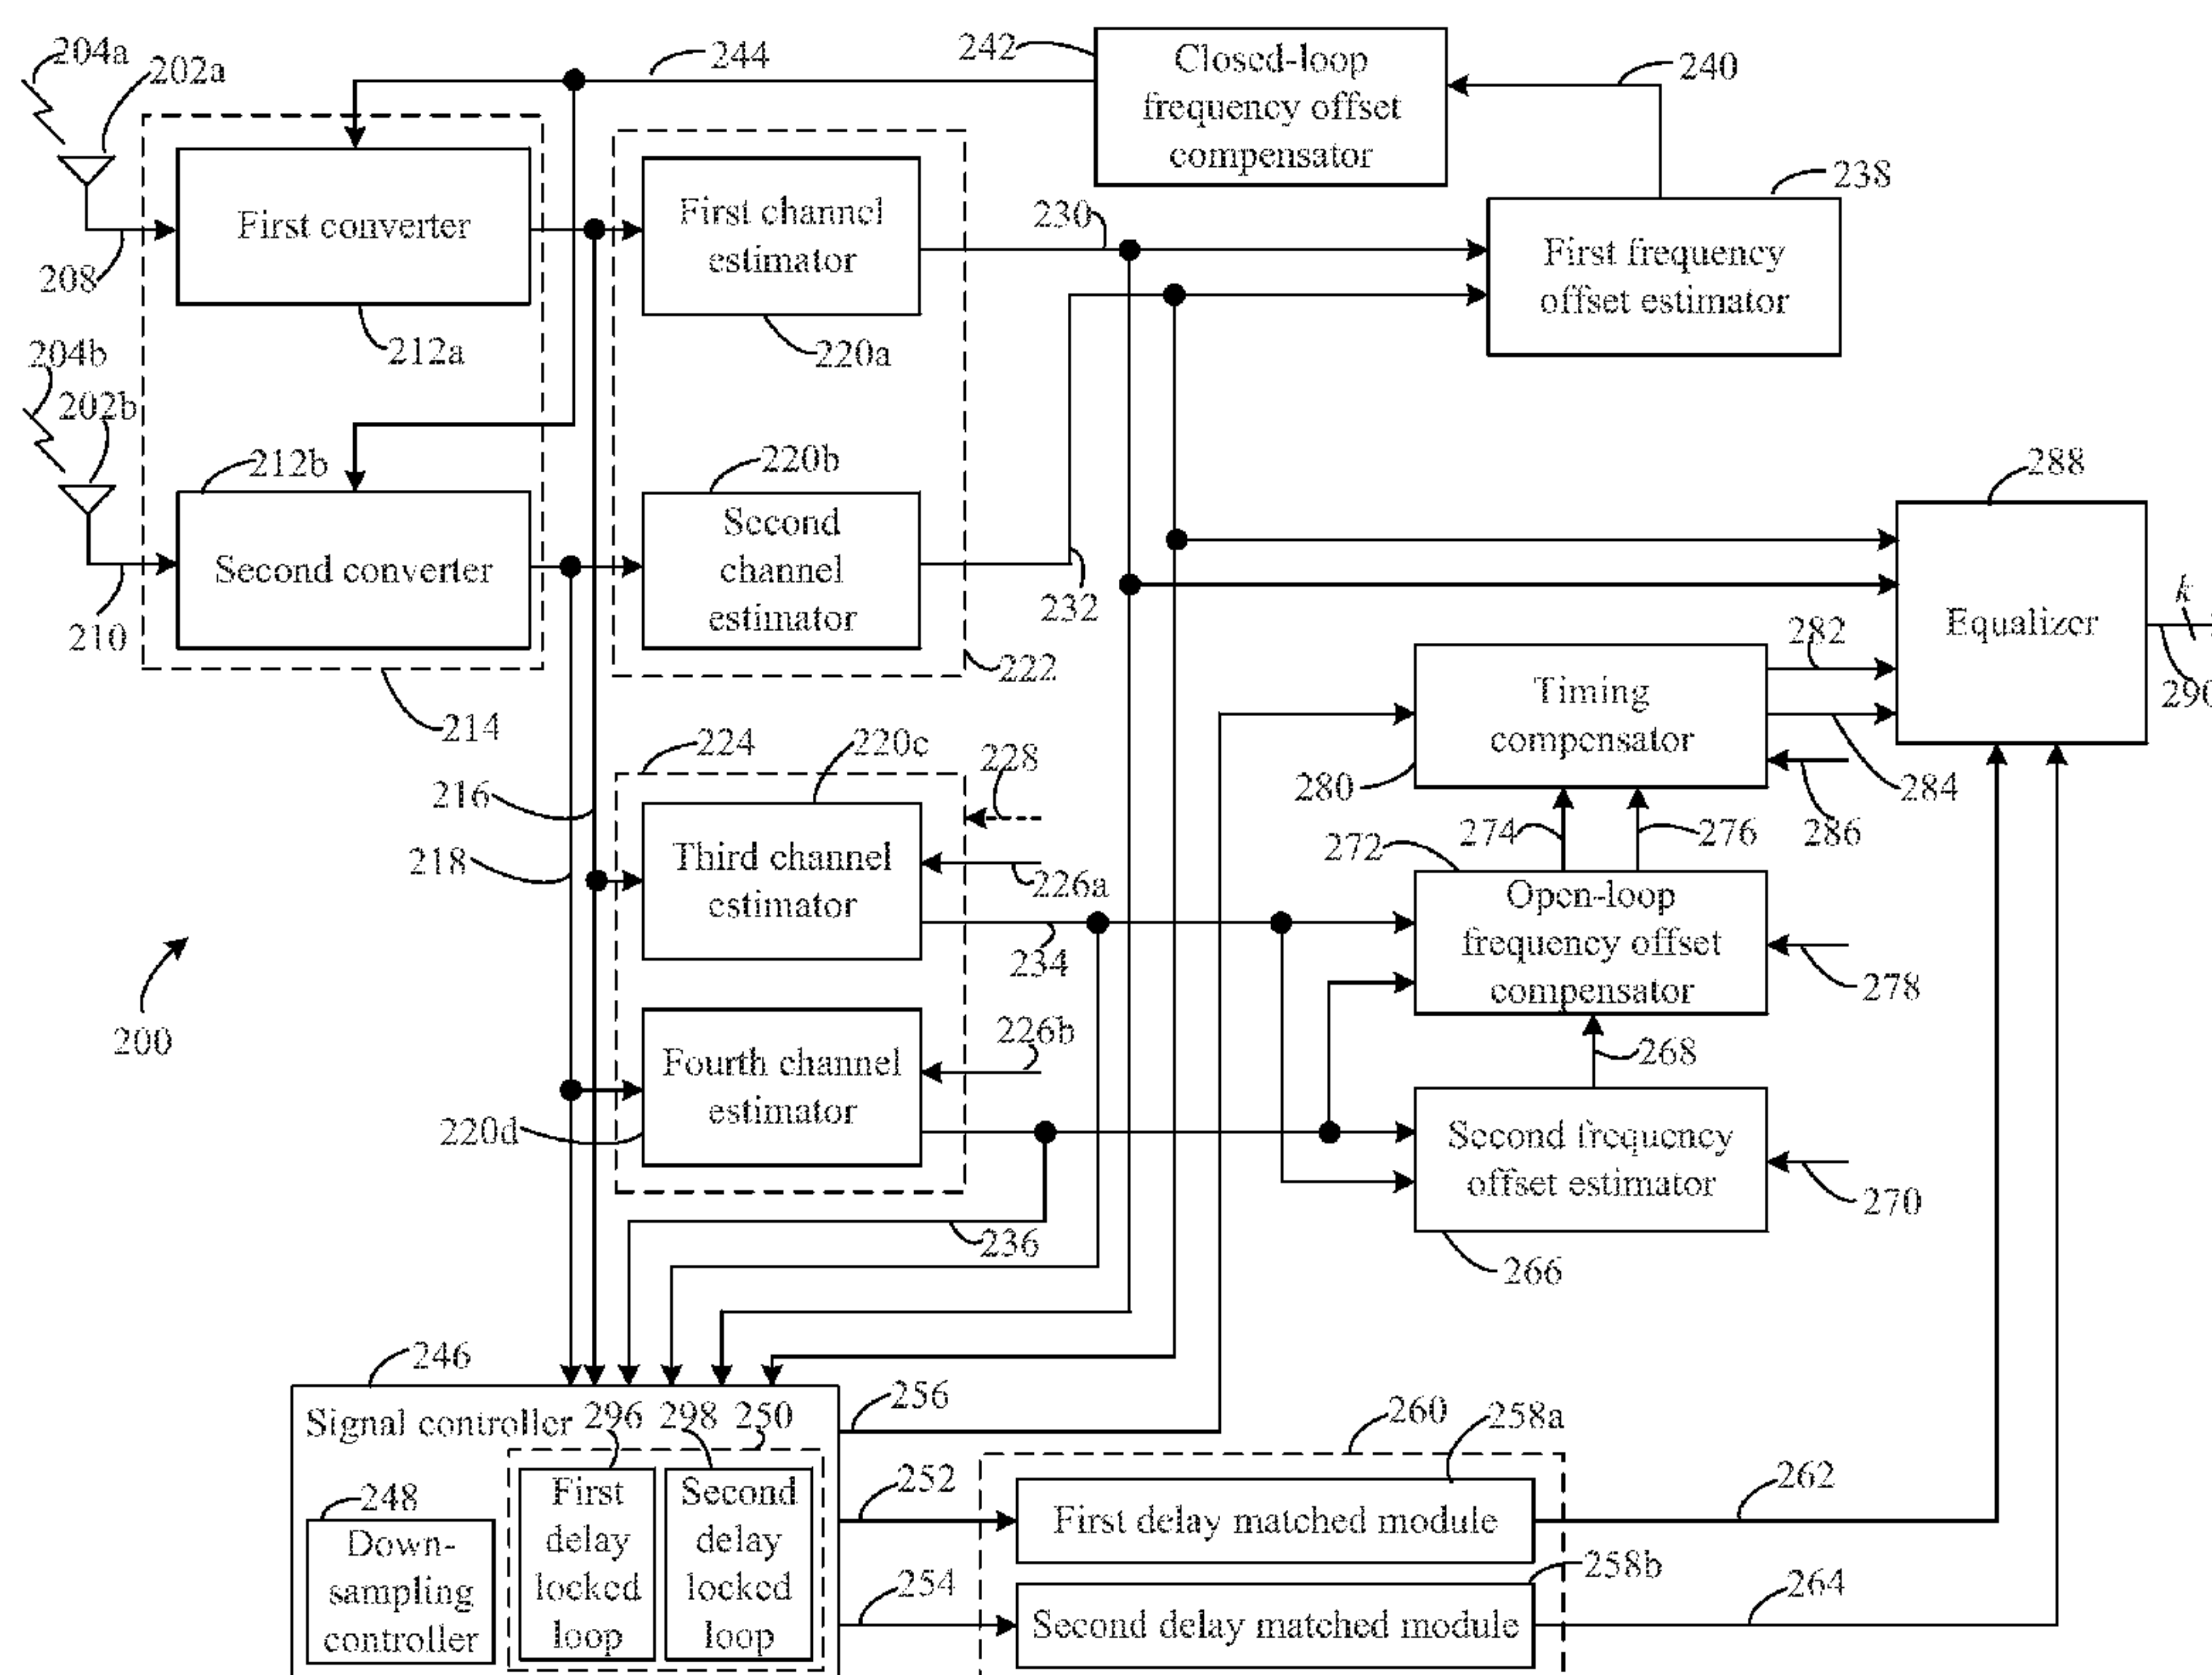 204a
202a
244
242
Closed-loop
frequency offset
compensator
240
238
First converter
First channel
estimator
230
First frequency
offset estimator
208
212a
220a
204b
202b
212b
220b
288
Second converter
Second
channel
estimator
232
Equalizer
k
210
282
290
214
222
Timing
compensator
224
220c
228
280
284
216
274
276
286
218
272
Third channel
estimator
226a
Open-loop
frequency offset
compensator
234
278
200
226b
268
Fourth channel
estimator
220d
Second frequency
offset estimator
270
236
266
246
256
Signal controller
296
298
250
260
258a
248
First
delay
locked
loop
Second
delay
locked
loop
252
262
Down-
sampling
controller
First delay matched module
258b
254
264
Second delay matched module